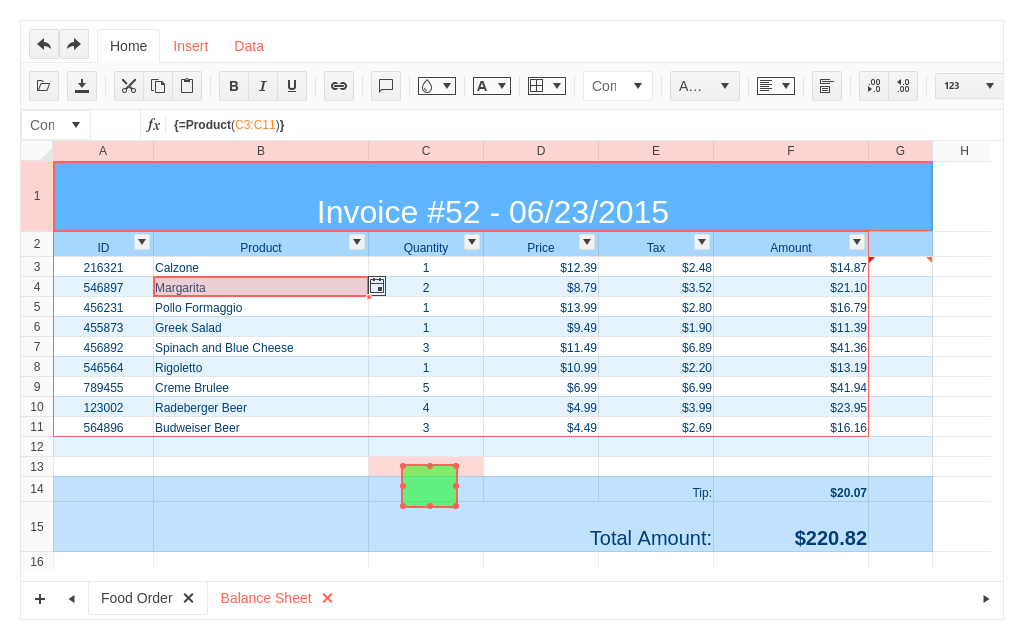 Home Insert Data
B I U A Con A... .00 .0 .0 .00 123
Con fx {=Product(C3:C11)}
A B C D E F G H
1 Invoice #52 - 06/23/2015
2 ID Product Quantity Price Tax Amount
3 216321 Calzone 1 $12.39 $2.48 $14.87
4 546897 Margarita 2 $8.79 $3.52 $21.10
5 456231 Pollo Formaggio 1 $13.99 $2.80 $16.79
6 455873 Greek Salad 1 $9.49 $1.90 $11.39
7 456892 Spinach and Blue Cheese 3 $11.49 $6.89 $41.36
8 546564 Rigoletto 1 $10.99 $2.20 $13.19
9 789455 Creme Brulee 5 $6.99 $6.99 $41.94
10 123002 Radeberger Beer 4 $4.99 $3.99 $23.95
11 564896 Budweiser Beer 3 $4.49 $2.69 $16.16
12
13
14 Tip: $20.07
15 Total Amount: $220.82
16
Food Order Balance Sheet